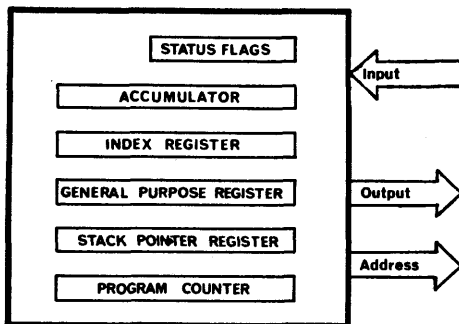 STATUS FLAGS
Input
ACCUMULATOR
INDEX REGISTER
GENERAL PURPOSE REGISTER
Output
STACK POINTER REGISTER
Address
PROGRAM COUNTER